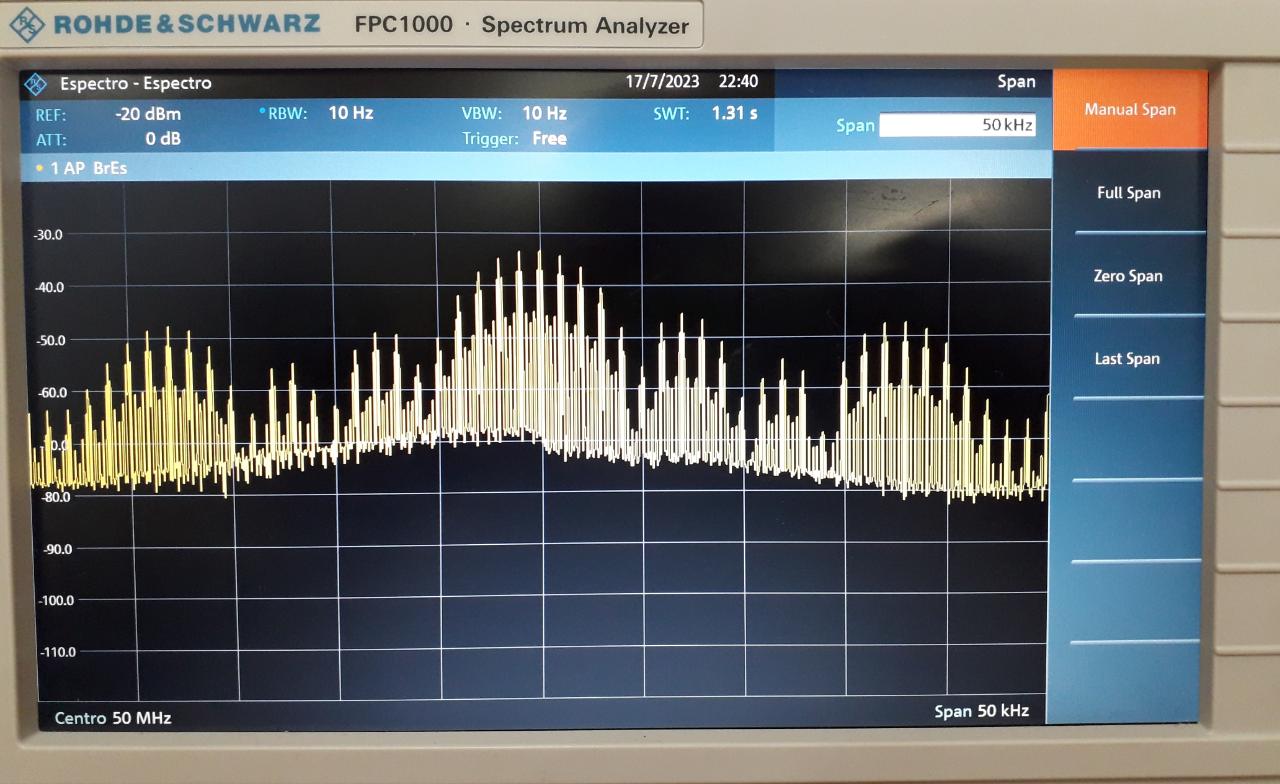 ROHDE&SCHWARZ FPC1000 · Spectrum Analyzer
Espectro - Espectro 17/7/2023 22:40 Span
REF: -20 dBm RBW: 10 Hz VBW: 10 Hz SWT: 1.31 s
ATT: 0 dB Trigger: Free
Span 50 kHz
1 AP BrEs
Manual Span
Full Span
Zero Span
Last Span
-30.0
-40.0
-50.0
-60.0
-70.0
-80.0
-90.0
-100.0
-110.0
Centro 50 MHz Span 50 kHz